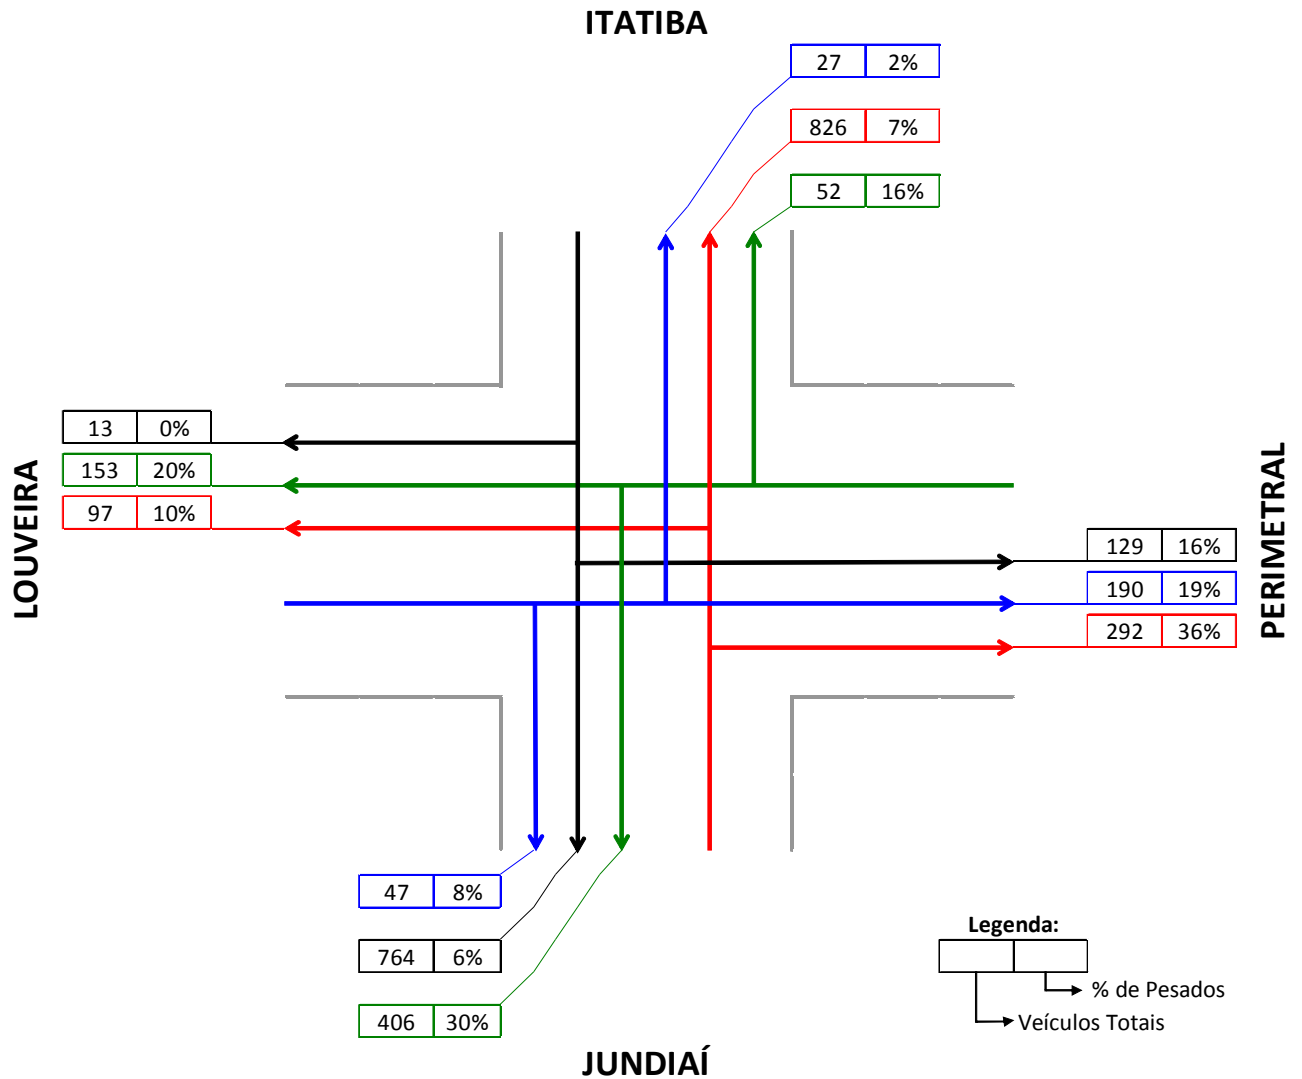 ITATIBA
27 2%
826 7%
52 16%
LOUVEIRA
13 0%
153 20%
97 10%
PERIMETRAL
129 16%
190 19%
292 36%
47 8%
764 6%
406 30%
Legenda:
% de Pesados
Veículos Totais
JUNDIAÍ